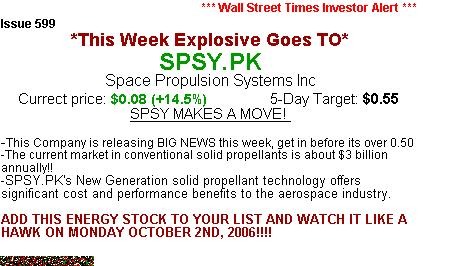 *** Wall Street Times Investor Alert ***
Issue 599
*This Week Explosive Goes TO*
SPSY.PK
Space Propulsion Systems Inc
Currect price: $0.08 (+14.5%) 5-Day Target: $0.55
SPSY MAKES A MOVE!
-This Company is releasing BIG NEWS this week, get in before its over 0.50
-The current market in conventional solid propellants is about $3 billion
annually!!
-SPSY.PK's New Generation solid propellant technology offers
significant cost and performance benefits to the aerospace industry.
ADD THIS ENERGY STOCK TO YOUR LIST AND WATCH IT LIKE A
HAWK ON MONDAY OCTOBER 2ND, 2006!!!!